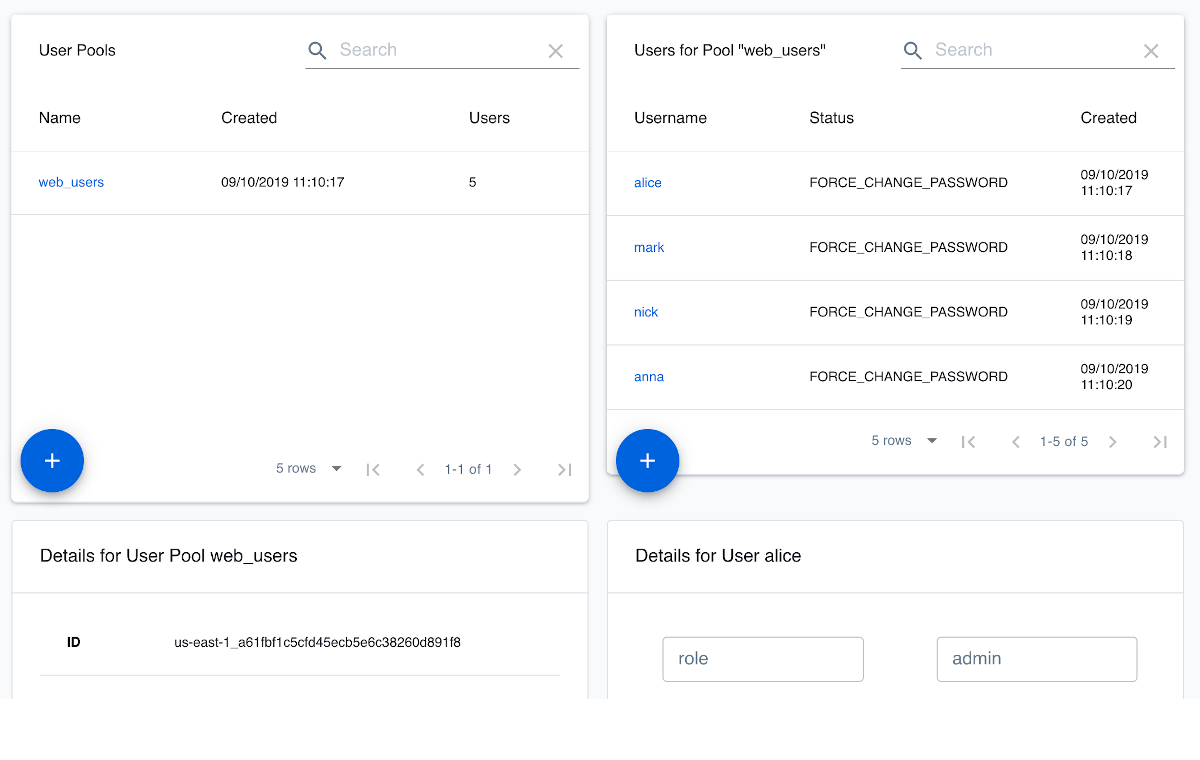 User Pools
Search
Name Created Users
web_users 09/10/2019 11:10:17 5
5 rows 1-1 of 1
Users for Pool "web_users"
Search
Username Status Created
alice FORCE_CHANGE_PASSWORD 09/10/2019
11:10:17
mark FORCE_CHANGE_PASSWORD 09/10/2019
11:10:18
nick FORCE_CHANGE_PASSWORD 09/10/2019
11:10:19
anna FORCE_CHANGE_PASSWORD 09/10/2019
11:10:20
5 rows 1-5 of 5
Details for User Pool web_users
ID us-east-1_a61fbf1c5cfd45ecb5e6c38260d891f8
Details for User alice
role admin